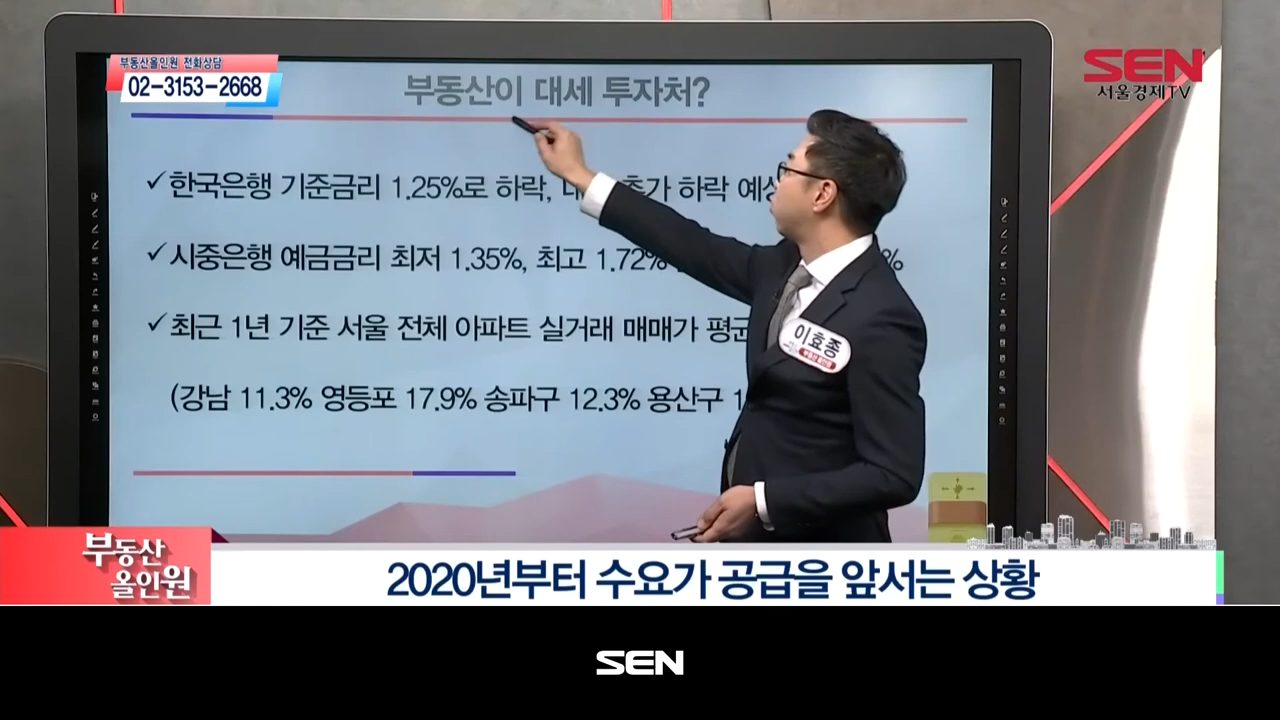 부동산올인원 전화상담
02-3153-2668
SEN
서울경제TV
부동산이 대세 투자처?
✓한국은행 기준금리 1.25%로 하락, 추가 하락
✓시중은행 예금금리 최저 1.35%, 최고 1.72% %
✓최근 1년 기준 서울 전체 아파트 실거래 매매가 평균
(강남 11.3% 영등포 17.9% 송파구 12.3% 용산구 1
이효종
부동산
올인원
2020년부터 수요가 공급을 앞서는 상황
SEN